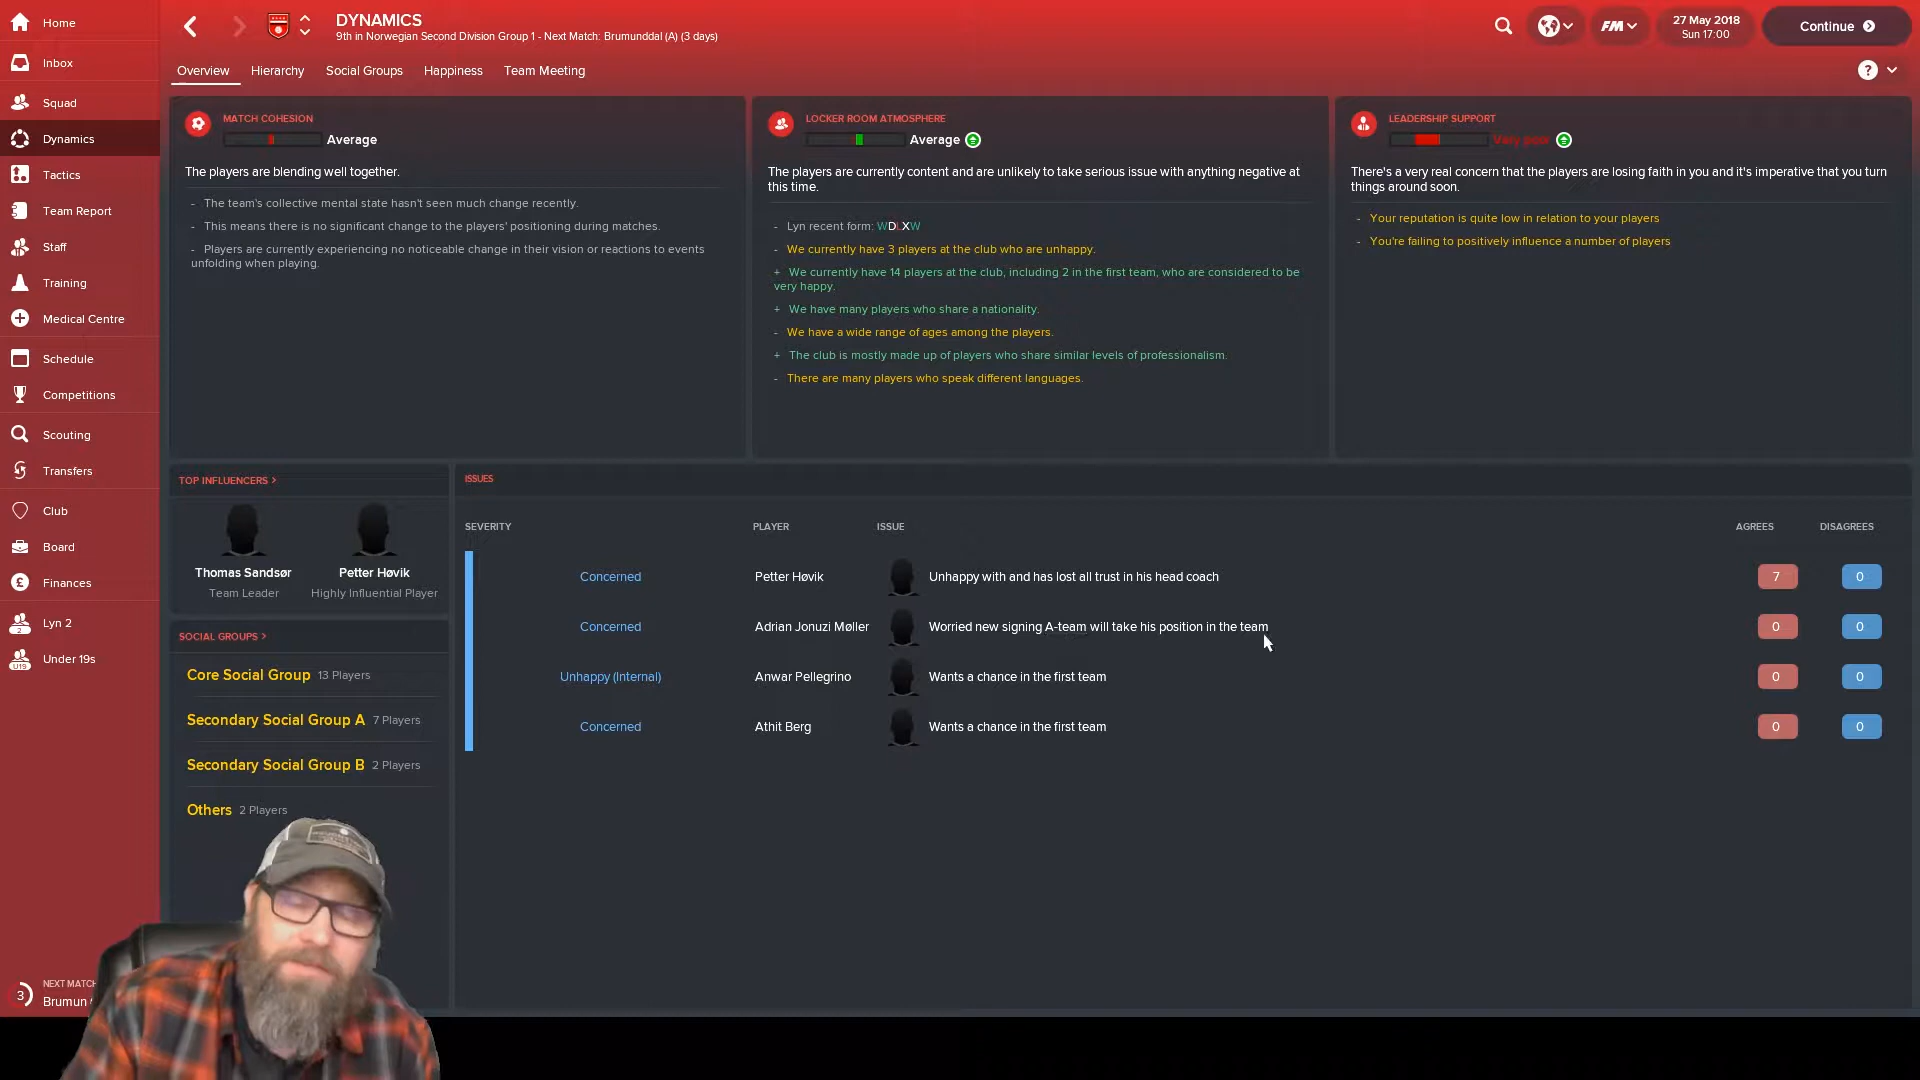 Home
Inbox
Squad
Dynamics
Tactics
Team Report
Staff
Training
Medical Centre
Schedule
Competitions
Scouting
Transfers
Club
Board
Finances
2
Lyn 2
U19
Under 19s
3
NEXT MATCH
Brumun
DYNAMICS
9th in Norwegian Second Division Group 1 - Next Match: Brumunddal (A) (3 days)
FM
27 May 2018
Sun 17:00
Continue
Overview
Hierarchy
Social Groups
Happiness
Team Meeting
?
MATCH COHESION
Average
The players are blending well together.
- The team's collective mental state hasn't seen much change recently.
- This means there is no significant change to the players' positioning during matches.
- Players are currently experiencing no noticeable change in their vision or reactions to events
unfolding when playing.
LOCKER ROOM ATMOSPHERE
Average
The players are currently content and are unlikely to take serious issue with anything negative at
this time.
- Lyn recent form: WDLXW
- We currently have 3 players at the club who are unhappy.
+ We currently have 14 players at the club, including 2 in the first team, who are considered to be
very happy.
+ We have many players who share a nationality.
- We have a wide range of ages among the players.
+ The club is mostly made up of players who share similar levels of professionalism.
- There are many players who speak different languages.
LEADERSHIP SUPPORT
Very poor
There's a very real concern that the players are losing faith in you and it's imperative that you turn
things around soon.
- Your reputation is quite low in relation to your players
- You're failing to positively influence a number of players
TOP INFLUENCERS >
Thomas Sandsør
Team Leader
Petter Høvik
Highly Influential Player
SOCIAL GROUPS >
Core Social Group 13 Players
Secondary Social Group A 7 Players
Secondary Social Group B 2 Players
Others 2 Players
ISSUES
SEVERITY PLAYER ISSUE AGREES DISAGREES
Concerned Petter Høvik Unhappy with and has lost all trust in his head coach 7 0
Concerned Adrian Jonuzi Møller Worried new signing A-team will take his position in the team 0 0
Unhappy (Internal) Anwar Pellegrino Wants a chance in the first team 0 0
Concerned Athit Berg Wants a chance in the first team 0 0